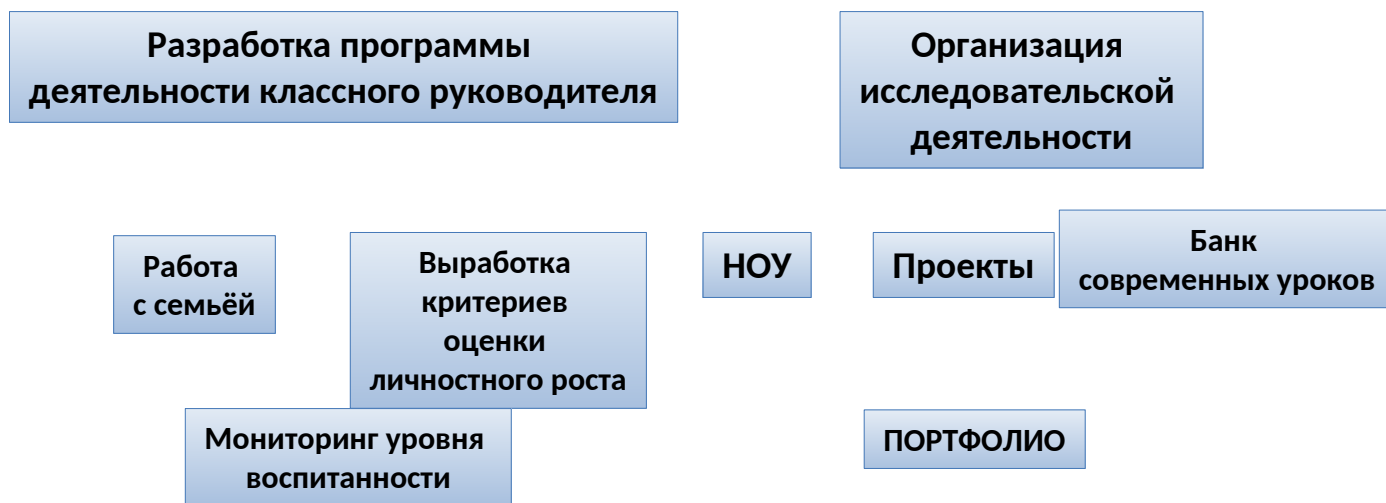 Разработка программы
деятельности классного руководителя
Организация
исследовательской
деятельности
Работа
с семьёй
Выработка
критериев
оценки
личностного роста
НОУ
Проекты
Банк
современных уроков
Мониторинг уровня
воспитанности
ПОРТФОЛИО